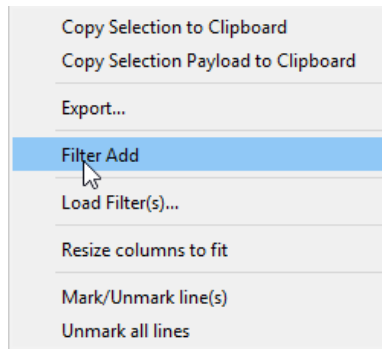 Copy Selection to Clipboard
Copy Selection Payload to Clipboard
Export...
Filter Add
Load Filter(s)...
Resize columns to fit
Mark/Unmark line(s)
Unmark all lines